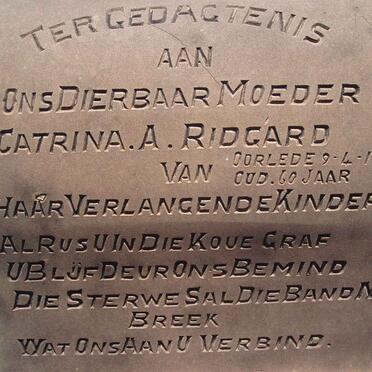 TER GEDAGTENIS
AAN
ONS DIERBAAR MOEDER
CATRINA. A. RIDGARD
OORLEDE 9-4-1
VAN
OUD. 60 JAAR
HAAR VERLANGENDE KINDER
AL RUS U IN DIE KOUE GRAF
U BLÿF DEUR ONS BEMIND
DIE STERWE SAL DIE BAND N
BREEK
WAT ONS AAN U VERBIND.